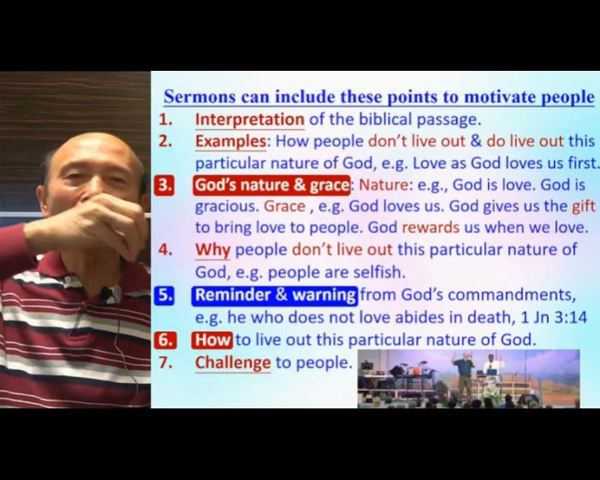 Sermons can include these points to motivate people
1. Interpretation of the biblical passage.
2. Examples: How people don't live out & do live out this
particular nature of God, e.g. Love as God loves us first.
3. God's nature & grace: Nature: e.g., God is love. God is
gracious. Grace , e.g. God loves us. God gives us the gift
to bring love to people. God rewards us when we love.
4. Why people don't live out this particular nature of
God, e.g. people are selfish.
5. Reminder & warning from God's commandments,
e.g. he who does not love abides in death, 1 Jn 3:14
6. How to live out this particular nature of God.
7. Challenge to people.